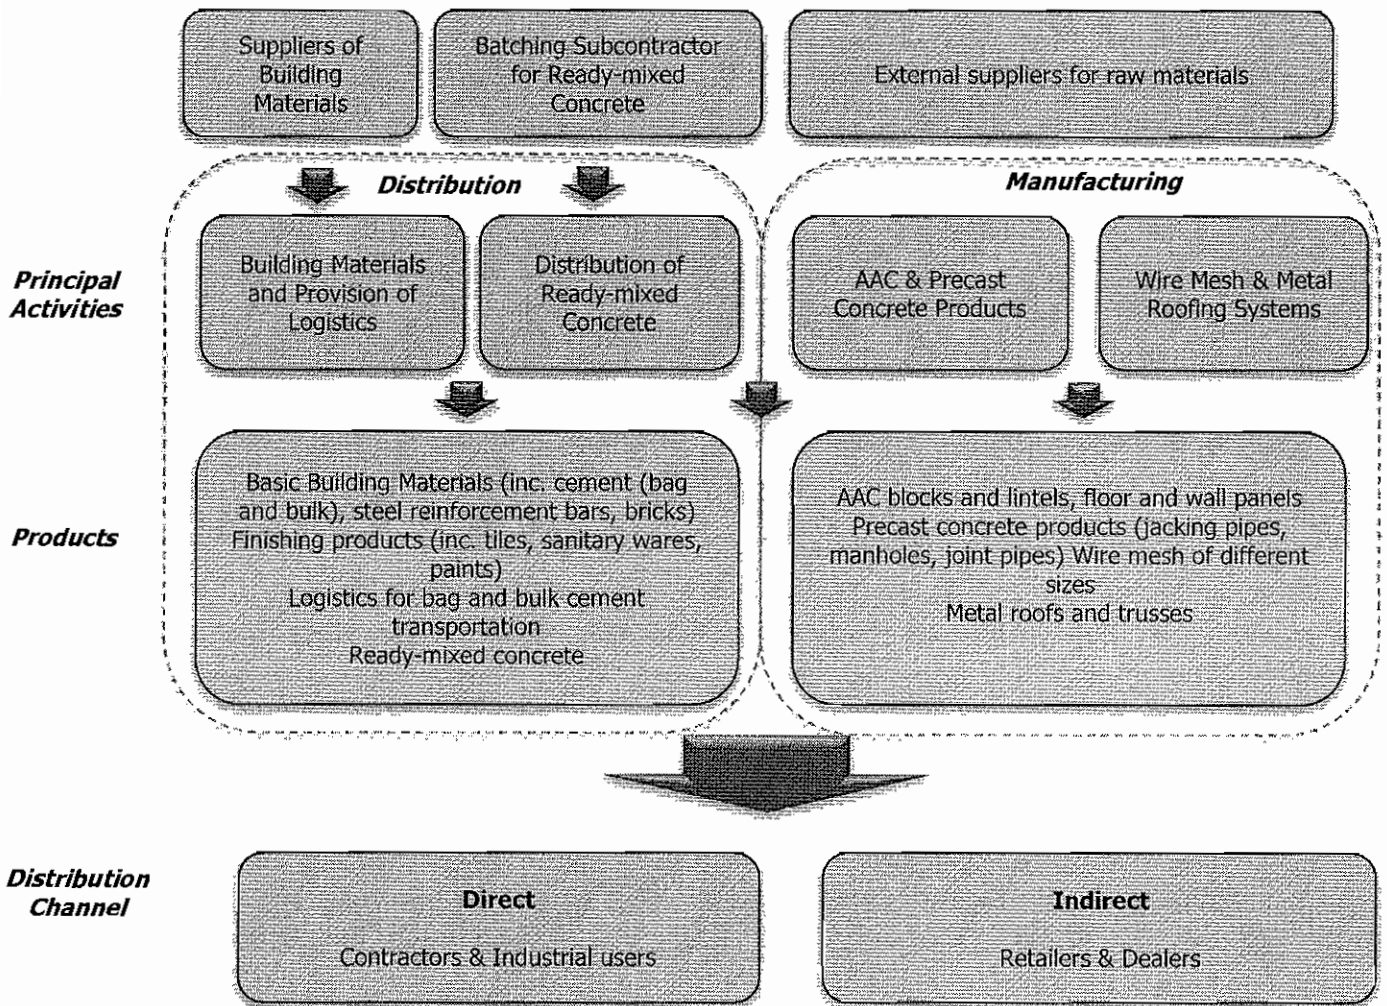 Suppliers of
Building
Materials
Batching Subcontractor
for Ready-mixed
Concrete
External suppliers for raw materials
Distribution
Manufacturing
Principal
Activities
Building Materials
and Provision of
Logistics
Distribution of
Ready-mixed
Concrete
AAC & Precast
Concrete Products
Wire Mesh & Metal
Roofing Systems
Products
Basic Building Materials (inc. cement (bag
and bulk), steel reinforcement bars, bricks)
Finishing products (inc. tiles, sanitary wares,
paints)
Logistics for bag and bulk cement
transportation
Ready-mixed concrete
AAC blocks and lintels, floor and wall panels
Precast concrete products (jacking pipes,
manholes, joint pipes) Wire mesh of different
sizes
Metal roofs and trusses
Distribution
Channel
Direct
Contractors & Industrial users
Indirect
Retailers & Dealers